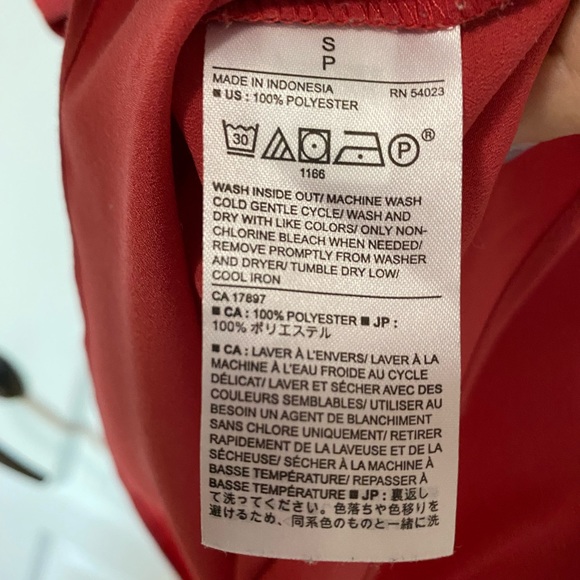 S
P
MADE IN INDONESIA RN 54023
■ US : 100% POLYESTER
30 P ®
1166
WASH INSIDE OUT/ MACHINE WASH
COLD GENTLE CYCLE/ WASH AND
DRY WITH LIKE COLORS/ ONLY NON-
CHLORINE BLEACH WHEN NEEDED/
REMOVE PROMPTLY FROM WASHER
AND DRYER/ TUMBLE DRY LOW/
COOL IRON
CA 17897
■ CA : 100% POLYESTER ■ JP :
100% ポリエステル
■ CA : LAVER À L'ENVERS/ LAVER À LA
MACHINE À L'EAU FROIDE AU CYCLE
DÉLICAT/ LAVER ET SÉCHER AVEC DES
COULEURS SEMBLABLES/ UTILISER AU
BESOIN UN AGENT DE BLANCHIMENT
SANS CHLORE UNIQUEMENT/ RETIRER
RAPIDEMENT DE LA LAVEUSE ET DE LA
SÉCHEUSE/ SÉCHER À LA MACHINE À
BASSE TEMPÉRATURE/ REPASSER À
BASSE TEMPÉRATURE ■ JP : 裏返し
て洗ってください。色落ちや色移りを
避けるため、同系色のものと一緒に洗